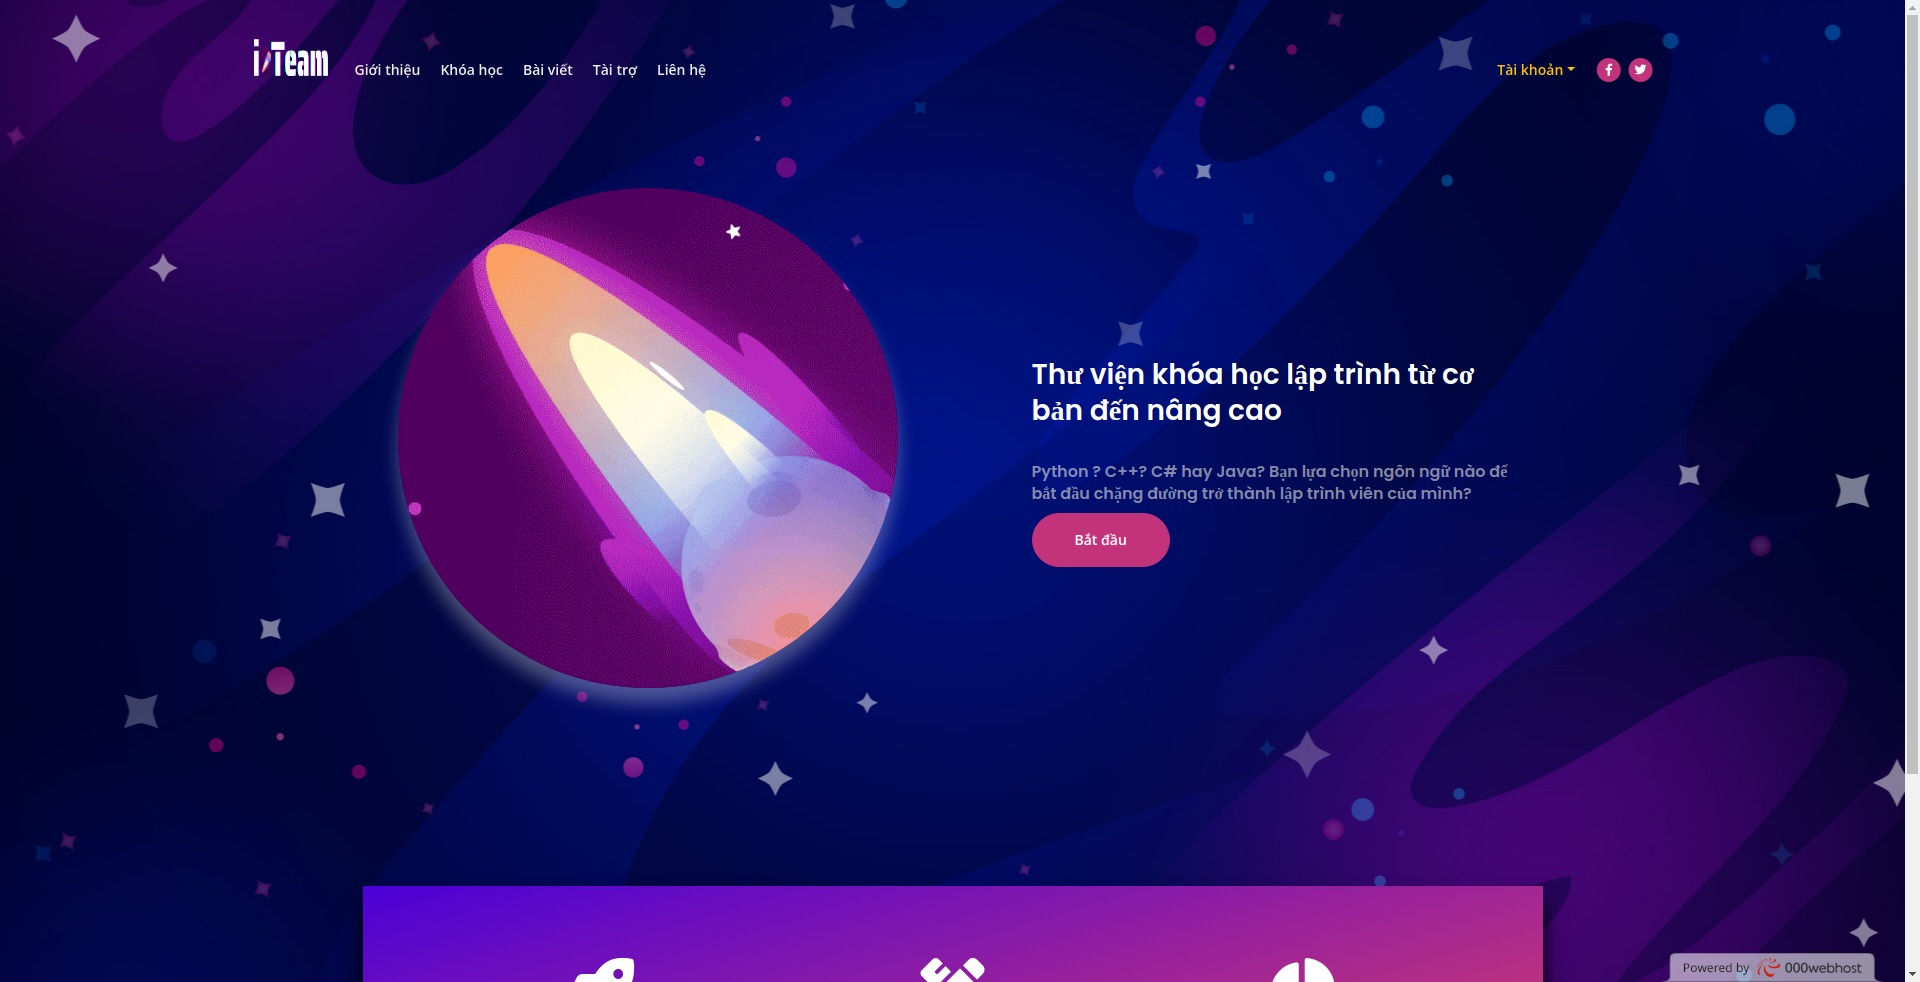 i Team
Giới thiệu Khóa học Bài viết Tài trợ Liên hệ
Tài khoản
Thư viện khóa học lập trình từ cơ
bản đến nâng cao
Python ? C++? C# hay Java? Bạn lựa chọn ngôn ngữ nào để
bắt đầu chặng đường trở thành lập trình viên của mình?
Bắt đầu
Powered by 000webhost